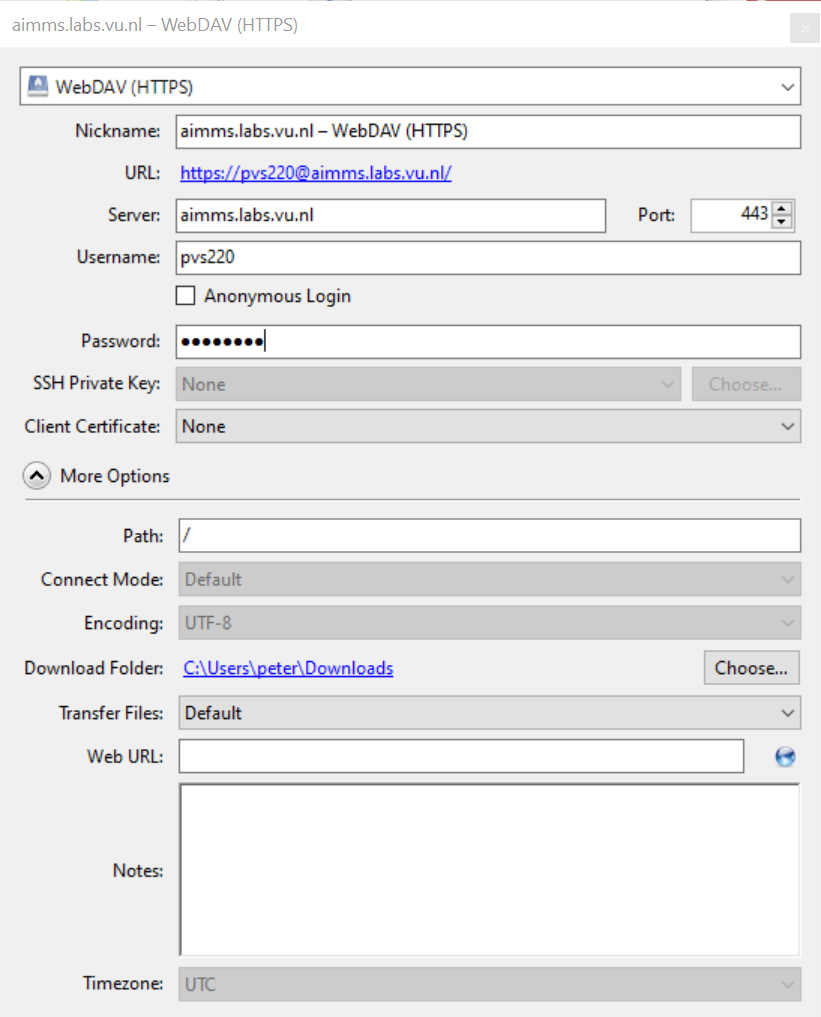 aimms.labs.vu.nl – WebDAV (HTTPS)
WebDAV (HTTPS)
Nickname: aimms.labs.vu.nl – WebDAV (HTTPS)
URL: https://pvs220@aimms.labs.vu.nl/
Server: aimms.labs.vu.nl Port: 443
Username: pvs220
Anonymous Login
Password: ●●●●●●●●
SSH Private Key: None Choose...
Client Certificate: None
More Options
Path: /
Connect Mode: Default
Encoding: UTF-8
Download Folder: C:\Users\peter\Downloads Choose...
Transfer Files: Default
Web URL:
Notes:
Timezone: UTC